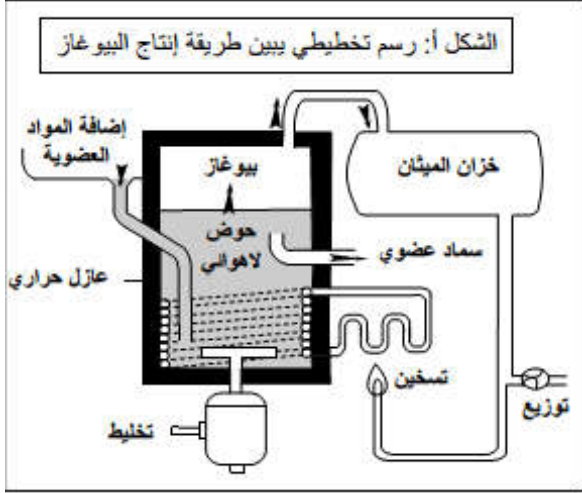 الشكل أ: رسم تخطيطي يبين طريقة إنتاج البيوغاز
إضافة المواد
العضوية
بيوغاز
خزان الميثان
حوض
لاهوائي
سماد عضوي
عازل حراري
تسخين
توزيع
تخليط